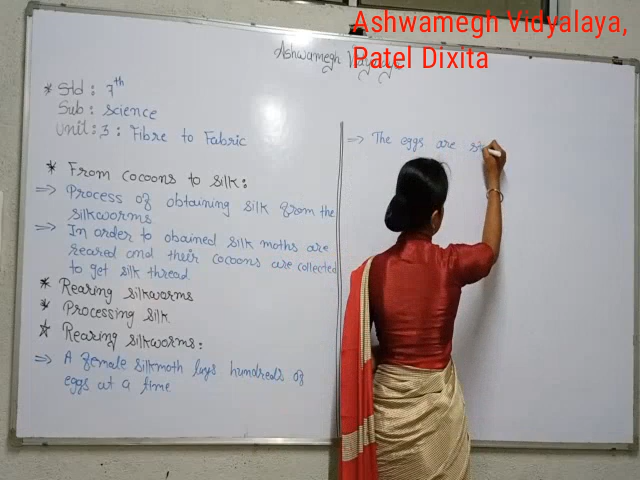 Ashwamegh Vidyalaya,
Patel Dixita
Ashwamegh
* Std : 7th
Sub : Science
Unit : 3 : Fibre to Fabric
* From cocoons to silk :
⇒ Process of obtaining silk from the
silkworms
⇒ In order to obained silk moths are
reared and their cocoons are collected
to get silk thread
* Rearing silkworms
* Processing silk
* Rearing silkworms :
⇒ A female silkmoth lays hundreds of
eggs at a time
⇒ The eggs are